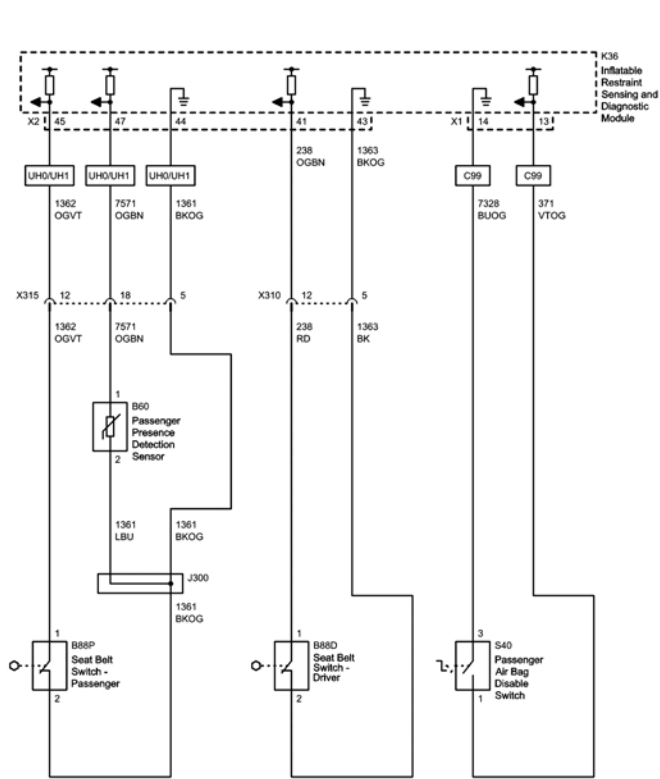 K36
Inflatable
Restraint
Sensing and
Diagnostic
Module
X2 45 47 44 41 43 X1 14 13
238 1363
OGBN BKOG
UH0/UH1 UH0/UH1 UH0/UH1 C99 C99
1362 7571 1361 7328 371
OGVT OGBN BKOG BUOG VTOG
X315 12 18 5 X310 12 5
1362 7571 238 1363
OGVT OGBN RD BK
1
B60
Passenger
Presence
Detection
Sensor
2
1361 1361
LBU BKOG
J300
1361
BKOG
1 1 3
B88P B88D S40
Seat Belt Seat Belt Passenger
Switch - Switch - Air Bag
Passenger Driver Disable
Switch
2 2 1